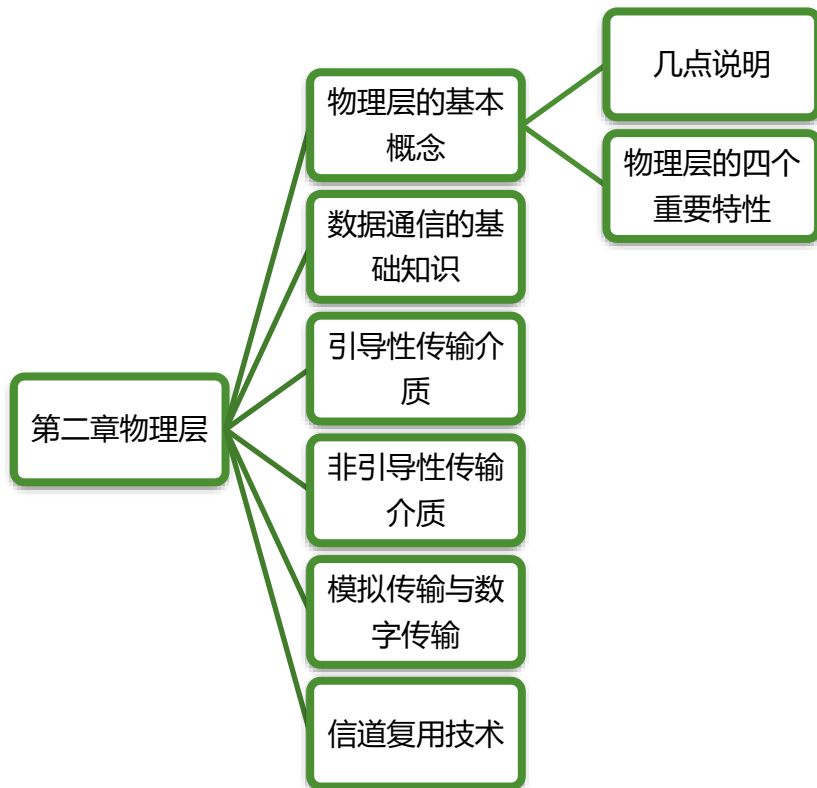 第二章物理层
物理层的基本
概念
几点说明
物理层的四个
重要特性
数据通信的基
础知识
引导性传输介
质
非引导性传输
介质
模拟传输与数
字传输
信道复用技术